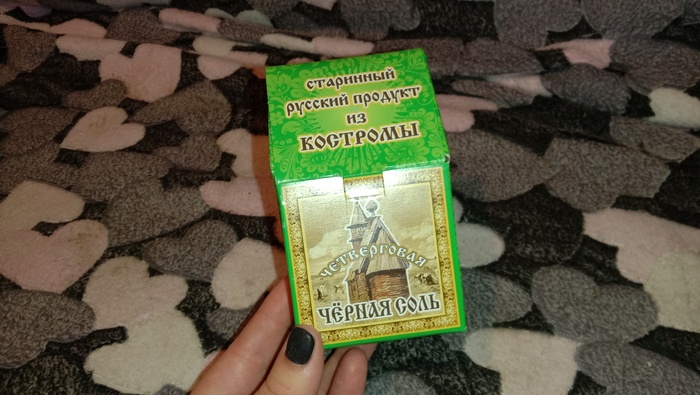 старинный
русский продукт
из
КОСТРОМЫ
ЧЕТВЕРГОВАЯ
ЧЁРНАЯ СОЛЬ